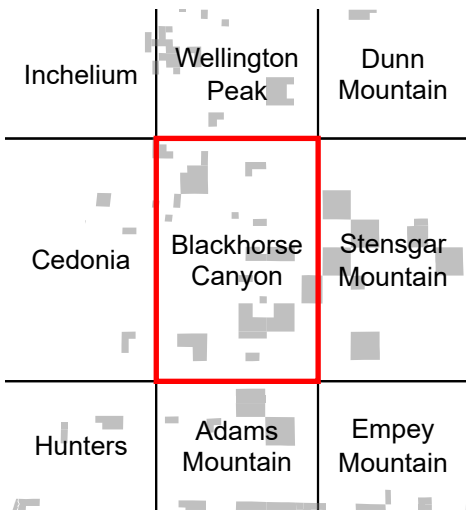 Inchelium
Wellington
Peak
Dunn
Mountain
Cedonia
Blackhorse
Canyon
Stensgar
Mountain
Hunters
Adams
Mountain
Empey
Mountain